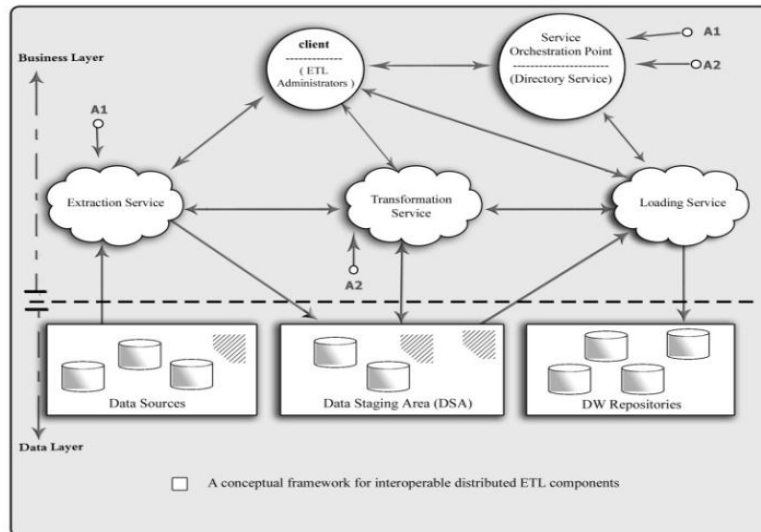 Business Layer
client
-------------
( ETL
Administrators )
Service
Orchestration Point
-----------------------
(Directory Service)
A1
A2
A1
Extraction Service
Transformation
Service
Loading Service
A2
Data Sources
Data Staging Area (DSA)
DW Repositories
Data Layer
A conceptual framework for interoperable distributed ETL components